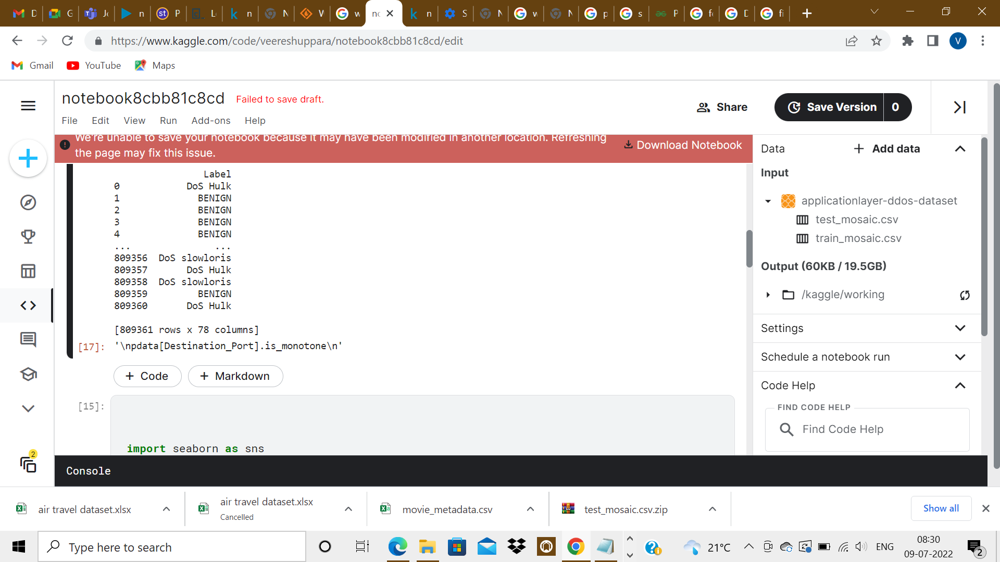 https://www.kaggle.com/code/veereshuppara/notebook8cbb81c8cd/edit
V
Gmail
YouTube
Maps
notebook8cbb81c8cd
Failed to save draft.
File Edit View Run Add-ons Help
Share
Save Version 0
We're unable to save your notebook because it may have been modified in another location. Refreshing
the page may fix this issue.
Download Notebook
Label
0 DoS Hulk
1 BENIGN
2 BENIGN
3 BENIGN
4 BENIGN
... ...
809356 DoS slowloris
809357 DoS Hulk
809358 DoS slowloris
809359 BENIGN
809360 DoS Hulk
[809361 rows x 78 columns]
[17]: '\npdata[Destination_Port].is_monotone\n'
+ Code + Markdown
[15]:
import seaborn as sns
Console
2
Data
+ Add data
Input
applicationlayer-ddos-dataset
test_mosaic.csv
train_mosaic.csv
Output (60KB / 19.5GB)
/kaggle/working
Settings
Schedule a notebook run
Code Help
FIND CODE HELP
Find Code Help
air travel dataset.xlsx
air travel dataset.xlsx
Cancelled
movie_metadata.csv
test_mosaic.csv.zip
Show all
Type here to search
21°C
ENG
08:30
09-07-2022
2